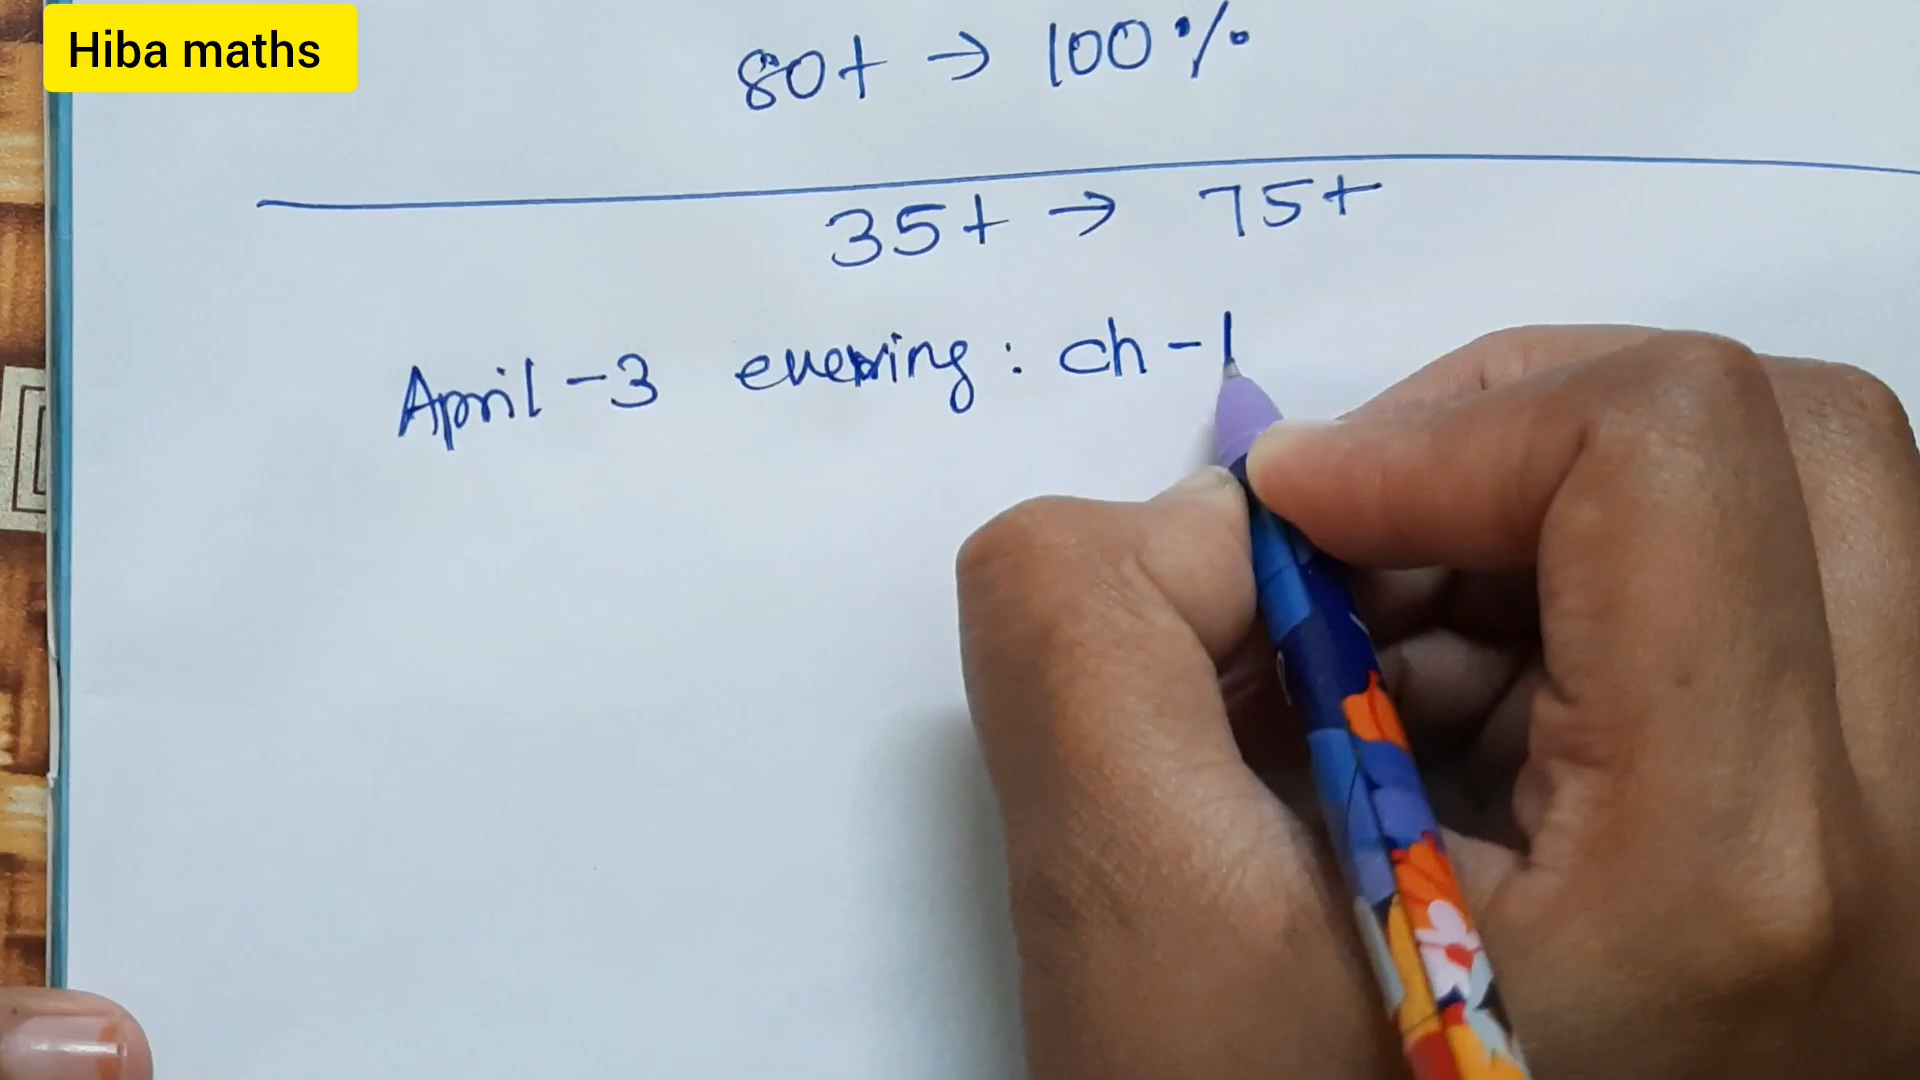 Hiba maths
80+ → 100%
35+ → 75+
April - 3 evening : ch - 1